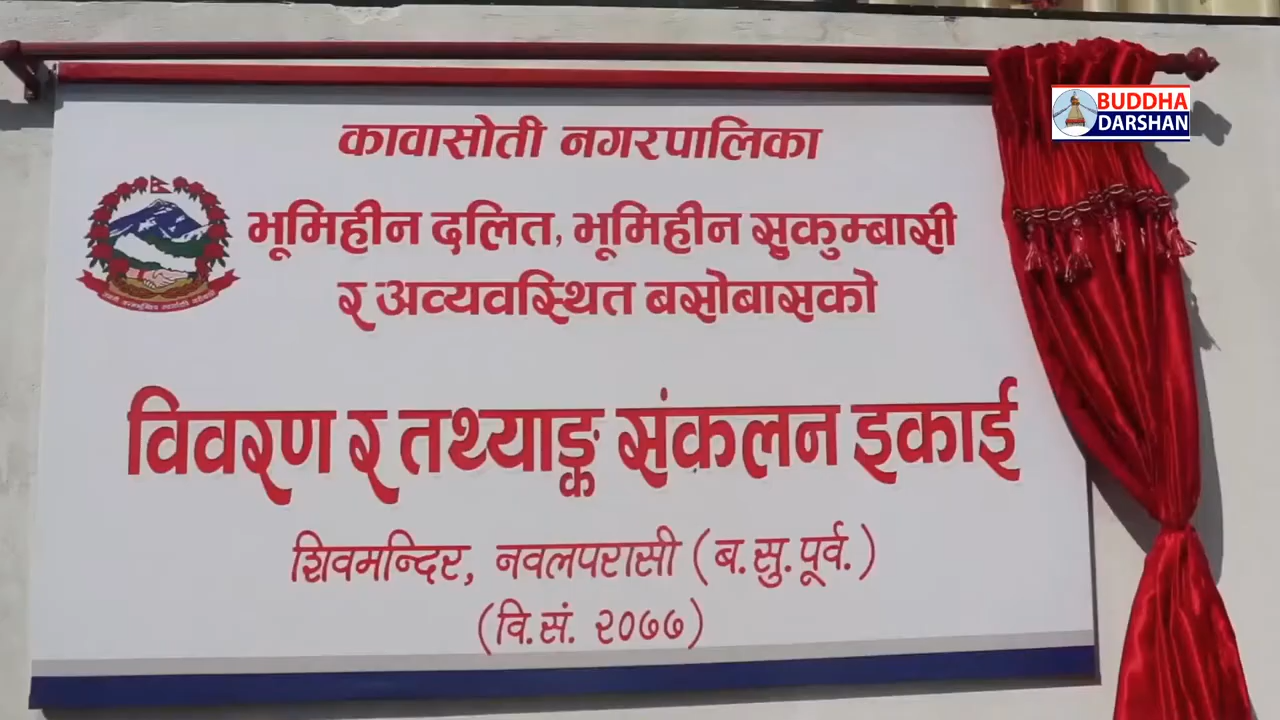 कावासोती नगरपालिका
भूमिहीन दलित, भूमिहीन सुकुम्बासी
र अव्यवस्थित बसोबासको
विवरण र तथ्याङ्क संकलन इकाई
शिवमन्दिर, नवलपरासी (ब.सु.पूर्व.)
(वि.सं. २०७७)
BUDDHA
DARSHAN